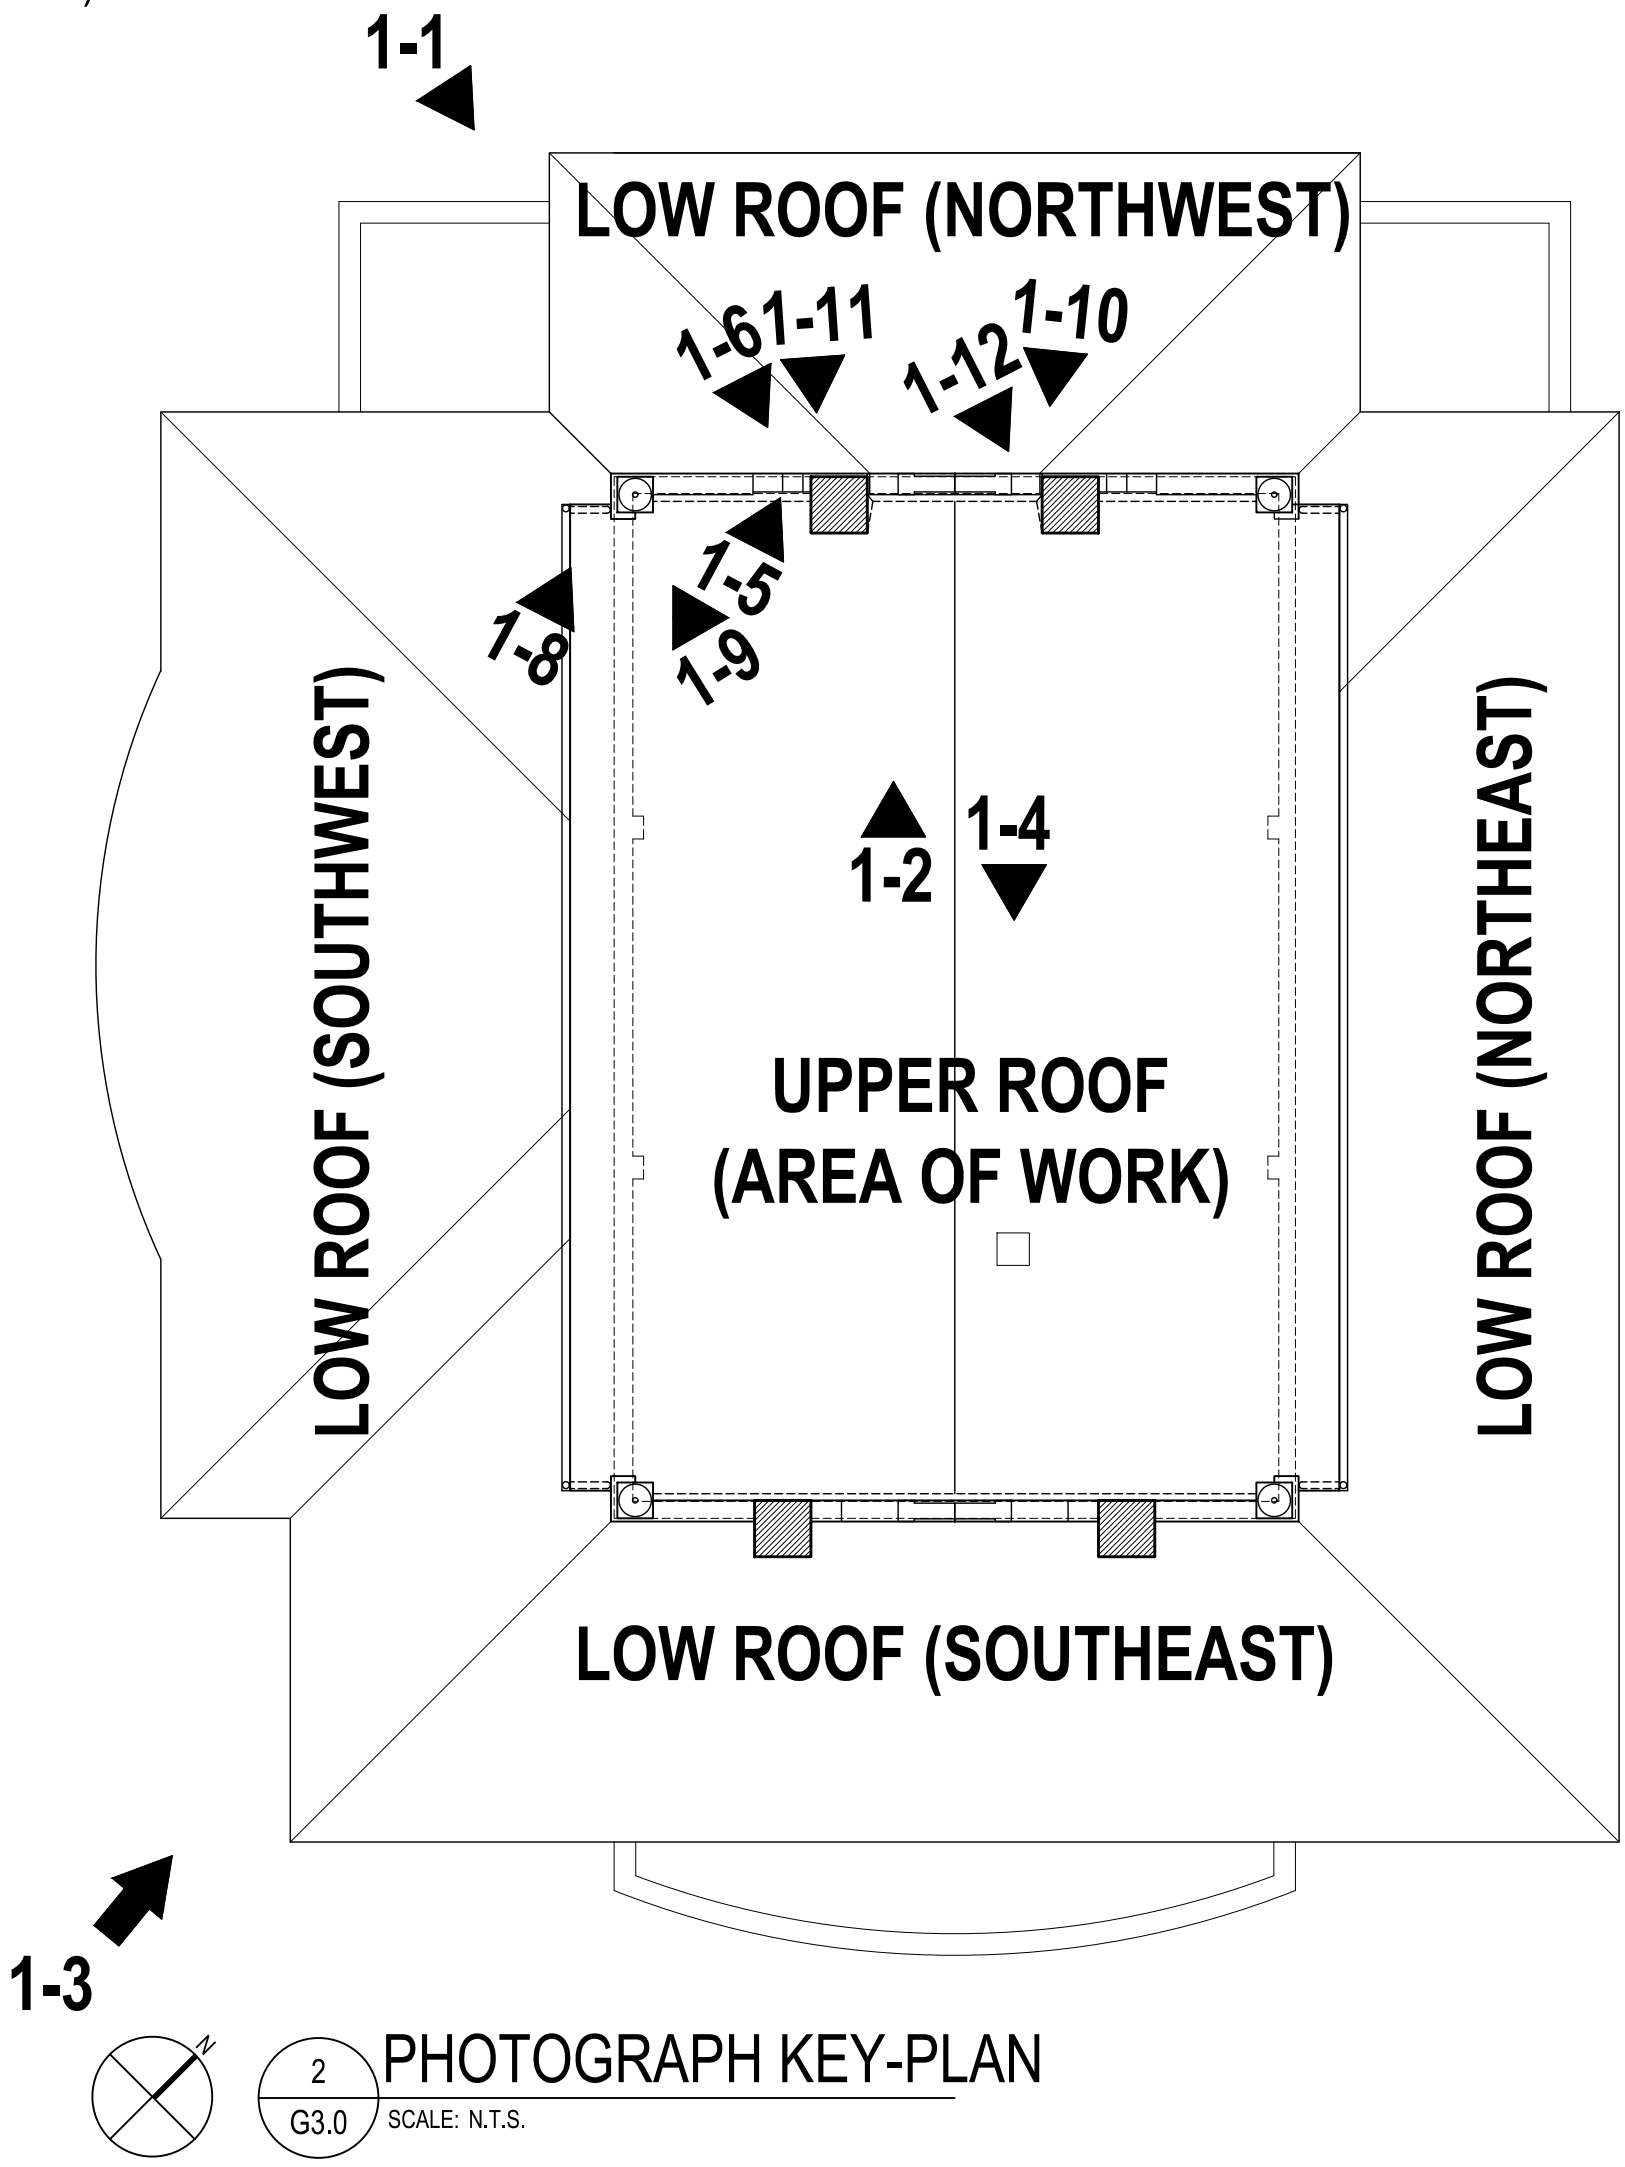 )
1-1
LOW ROOF (NORTHWEST)
1-6
1-11
1-12
1-10
1-5
1-8
1-9
LOW ROOF (SOUTHWEST)
LOW ROOF (NORTHEAST)
1-4
1-2
UPPER ROOF
(AREA OF WORK)
LOW ROOF (SOUTHEAST)
1-3
N
2
G3.0
PHOTOGRAPH KEY-PLAN
SCALE: N.T.S.